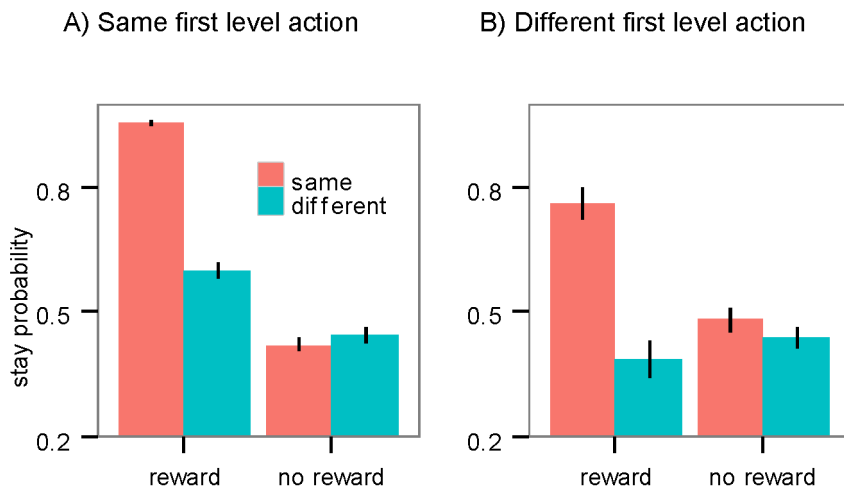 A) Same first level action
B) Different first level action
stay probability
0.8
0.5
0.2
same
different
reward
no reward
0.8
0.5
0.2
reward
no reward